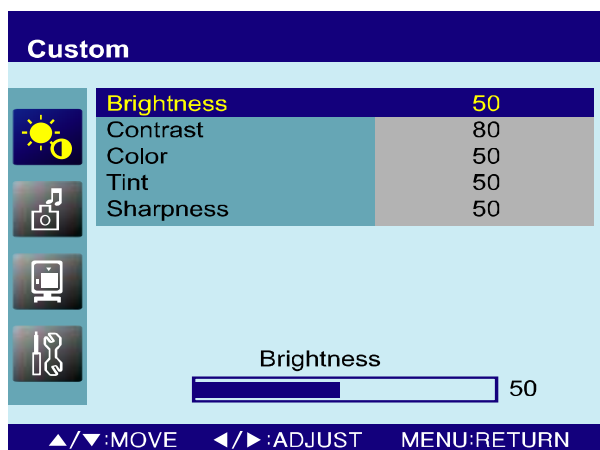 Custom
Brightness 50
Contrast 80
Color 50
Tint 50
Sharpness 50
Brightness
50
▲/▼:MOVE ◄/►:ADJUST MENU:RETURN